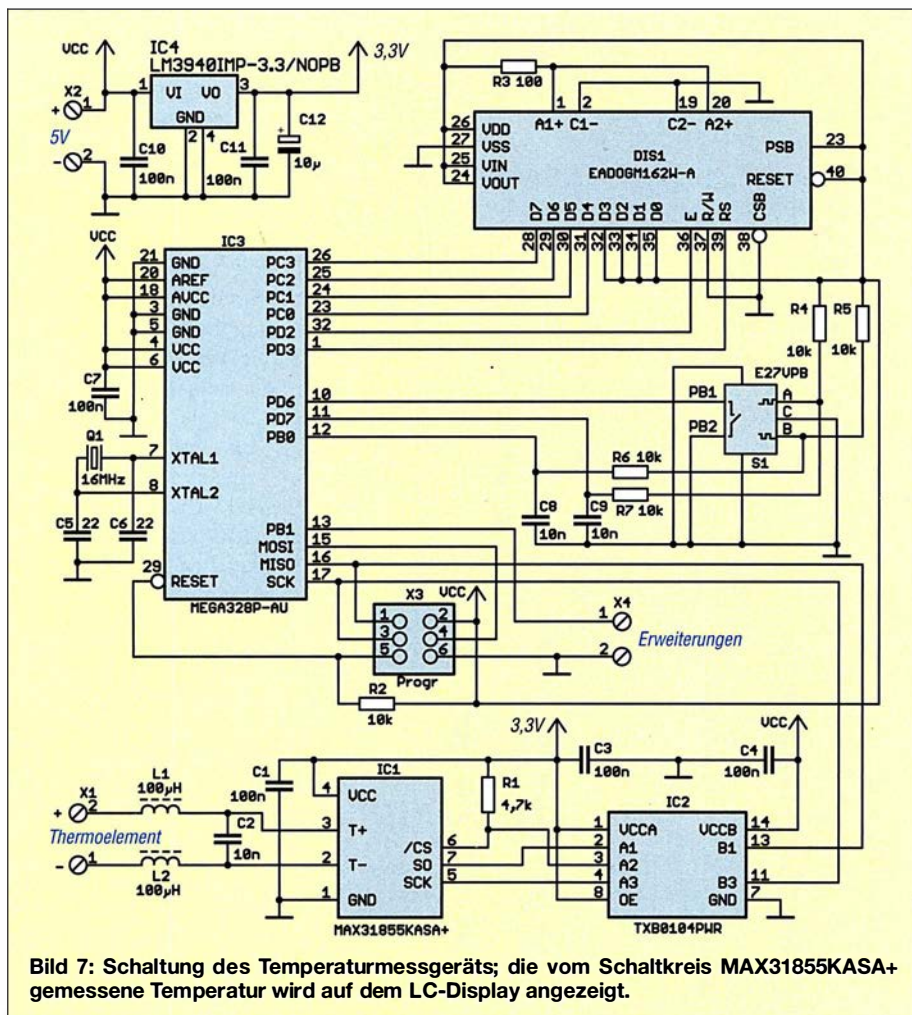 VCC
IC4
LM3940IMP-3.3/NOPB
3,3V
X2
+ 1
1 VI VO 3
GND
2 4
5V
- 2
C10
100n
C11
100n
+ C12
10µ
R3 100
1 2 19 20
A1+ C1- C2- A2+
26 VDD
27 VSS
25 VIN
24 VOUT
DIS1
EADOGM162W-A
PSB 23
RESET 40
D7 D6 D5 D4 D3 D2 D1 D0 E R/W RS CSB
28 29 30 31 32 33 34 35 36 37 39 38
VCC
IC3
21 GND
20 AREF
18 AVCC
3 GND
5 GND
4 VCC
6 VCC
PC3 26
PC2 25
PC1 24
PC0 23
PD2 32
PD3 1
PD6 10
PD7 11
PB0 12
C7
100n
Q1
16MHz
7 XTAL1
8 XTAL2
C5 22
C6 22
PB1 13
MOSI 15
MISO 16
SCK 17
29 RESET
MEGA328P-AU
R4
10k
R5
10k
E27VPB
PB1 A
C
PB2 B
S1
R6 10k
R7 10k
C8
10n
C9
10n
X3
VCC
1 2
3 4
5 6
Progr
R2
10k
X4
1
2
Erweiterungen
X1
+ 2
L1
100µH
Thermoelement
- 1
L2
100µH
C1
100n
C2
10n
IC1
4 VCC
3 T+
2 T-
1 GND
/CS 6
SO 7
SCK 5
MAX31855KASA+
R1
4,7k
3,3V
C3
100n
C4
100n
VCC
IC2
1 VCCA
2 A1
3 A2
4 A3
8 OE
VCCB 14
B1 13
B3 11
GND 7
TXB0104PWR
Bild 7: Schaltung des Temperaturmessgeräts; die vom Schaltkreis MAX31855KASA+
gemessene Temperatur wird auf dem LC-Display angezeigt.